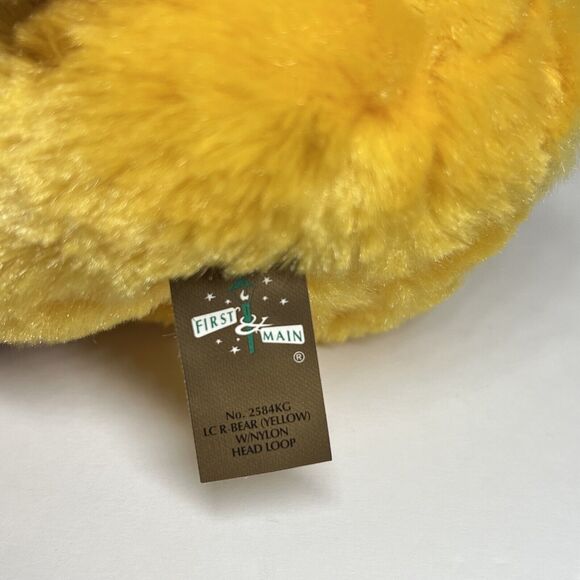 FIRST & MAIN
®
No. 2584KG
LC R-BEAR (YELLOW)
W/NYLON
HEAD LOOP